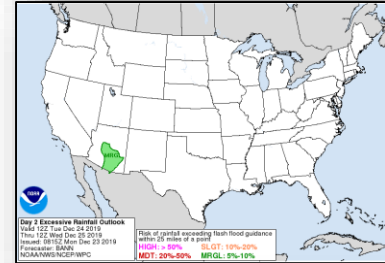 MRGL
NOAA
Day 2 Excessive Rainfall Outlook
Valid 12Z Tue Dec 24 2019
Thru 12Z Wed Dec 25 2019
Issued: 0815Z Mon Dec 23 2019
Forecaster: BANN
NOAA/NWS/NCEP/WPC
Risk of rainfall exceeding flash flood guidance
within 25 miles of a point
HIGH: > 50% SLGT: 10%-20%
MDT: 20%-50% MRGL: 5%-10%